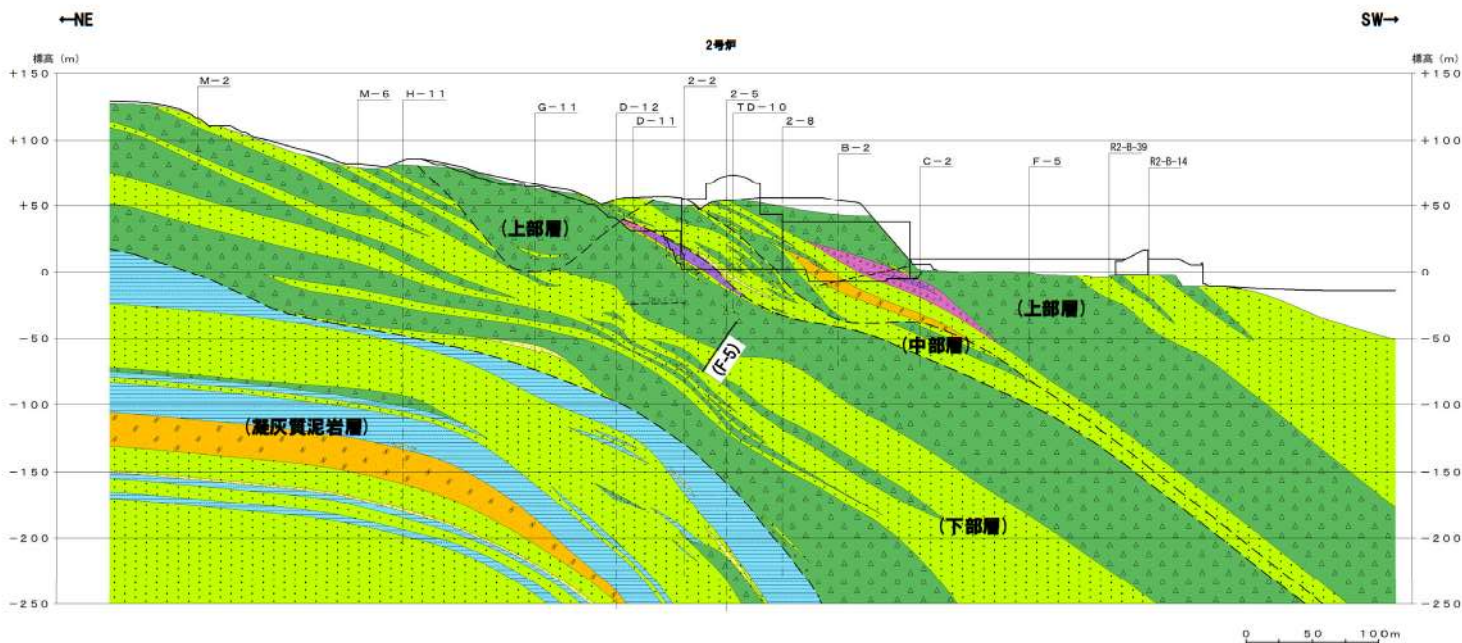 ←NE
SW→
2号炉
標高 (m)
標高 (m)
+150
+150
M-2
2-2
M-6
H-11
2-5
G-11
D-12
TD-10
D-11
2-8
+100
+100
B-2
R2-B-39
C-2
F-5
R2-B-14
+50
+50
(上部層)
0
0
(上部層)
(中部層)
-50
-50
(F-5)
-100
-100
(凝灰質泥岩層)
-150
-150
(下部層)
-200
-200
-250
-250
0 50 100m